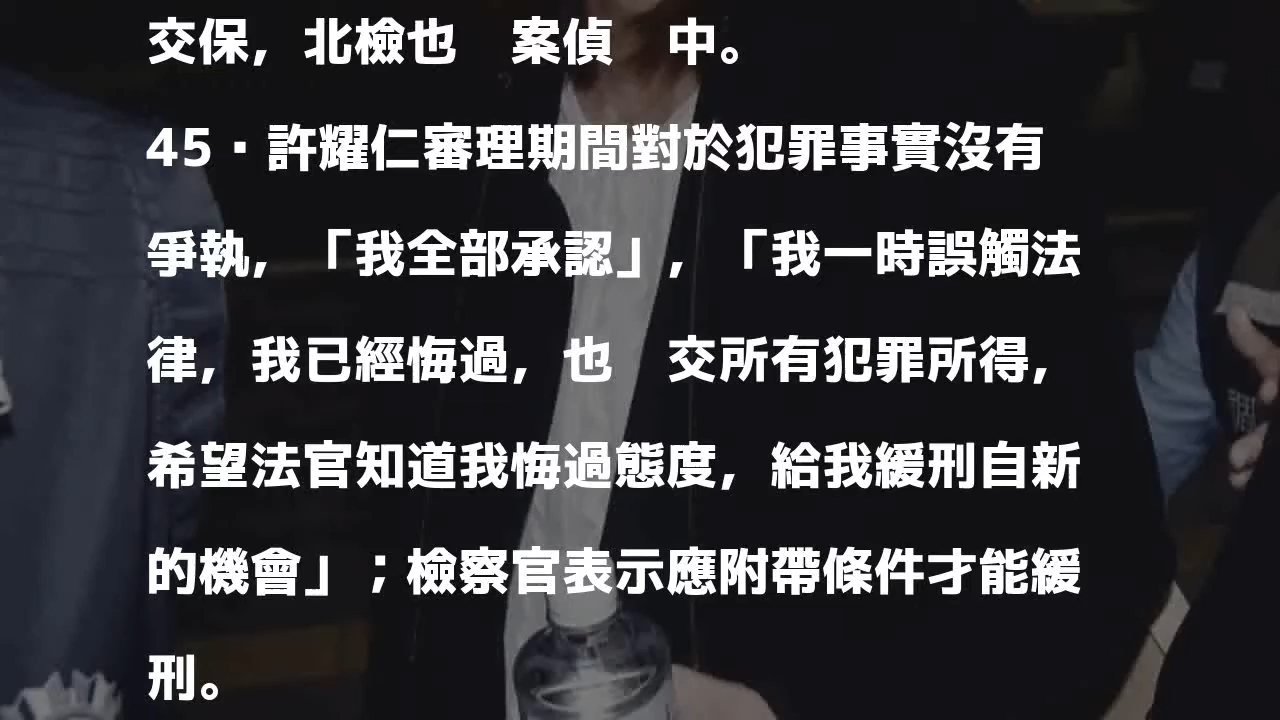 交保，北檢也　案偵　中。
45·許耀仁審理期間對於犯罪事實沒有
爭執，「我全部承認」，「我一時誤觸法
律，我已經悔過，也　交所有犯罪所得，
希望法官知道我悔過態度，給我緩刑自新
的機會」；檢察官表示應附帶條件才能緩
刑。